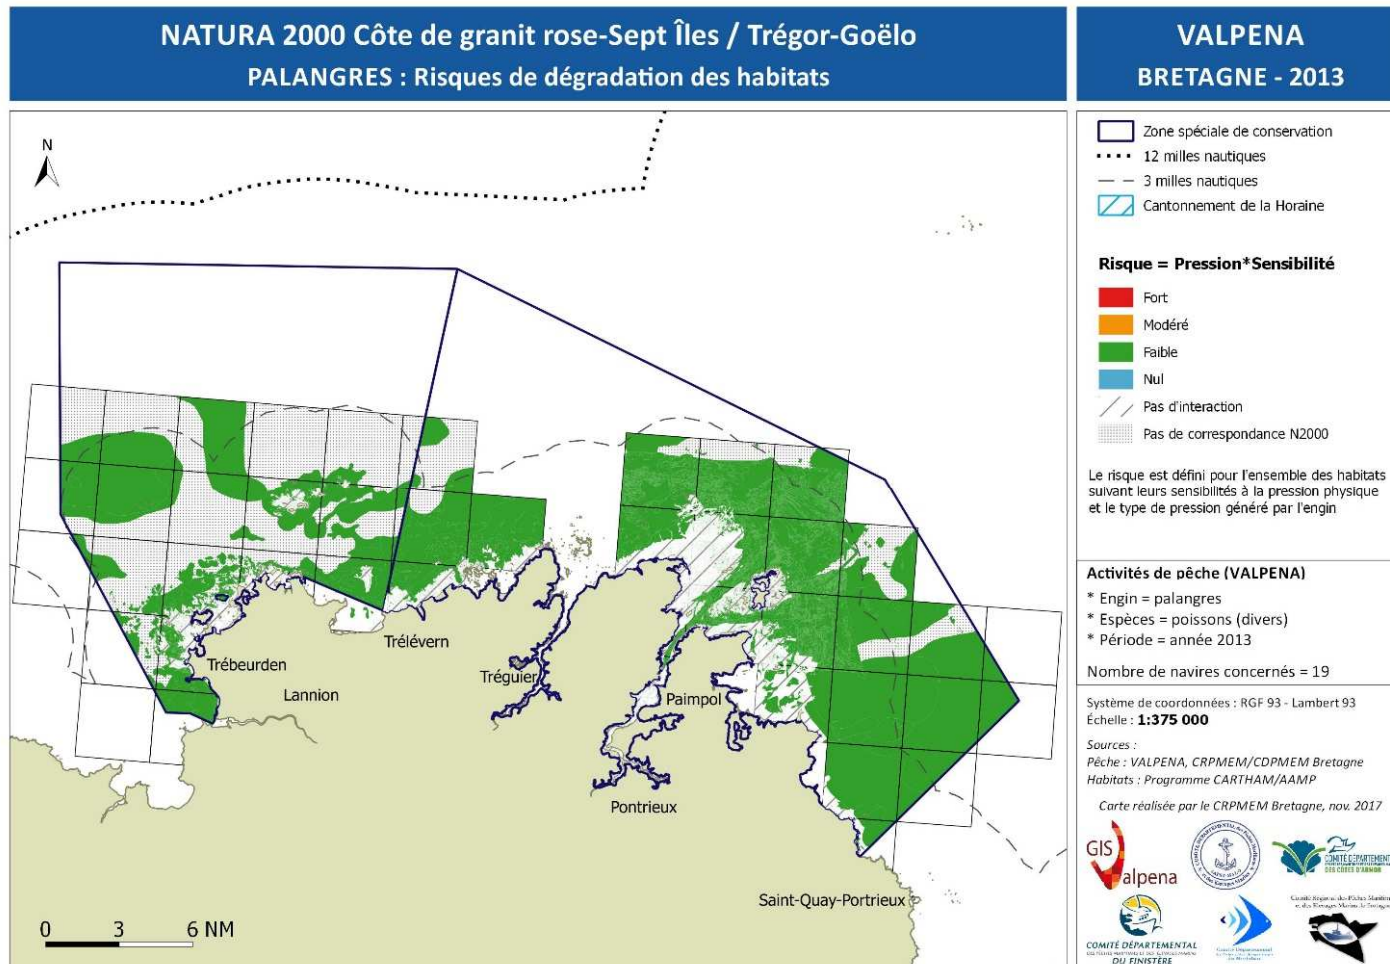 NATURA 2000 Côte de granit rose-Sept Îles / Trégor-Goëlo
PALANGRES : Risques de dégradation des habitats
VALPENA
BRETAGNE - 2013
N
Trébeurden
Lannion
Trélévern
Tréguier
Paimpol
Pontrieux
Saint-Quay-Portrieux
0 3 6 NM
Zone spéciale de conservation
12 milles nautiques
3 milles nautiques
Cantonnement de la Horaine
Risque = Pression*Sensibilité
Fort
Modéré
Faible
Nul
Pas d'interaction
Pas de correspondance N2000
Le risque est défini pour l'ensemble des habitats
suivant leurs sensibilités à la pression physique
et le type de pression généré par l'engin
Activités de pêche (VALPENA)
* Engin = palangres
* Espèces = poissons (divers)
* Période = année 2013
Nombre de navires concernés = 19
Système de coordonnées : RGF 93 - Lambert 93
Échelle : 1:375 000
Sources :
Pêche : VALPENA, CRPMEM/CDPMEM Bretagne
Habitats : Programme CARTHAM/AAMP
Carte réalisée par le CRPMEM Bretagne, nov. 2017
GIS
Valpena
COMITÉ DÉPARTEMENTAL
DES CÔTES D'ARMOR
COMITÉ DÉPARTEMENTAL
DU FINISTÈRE